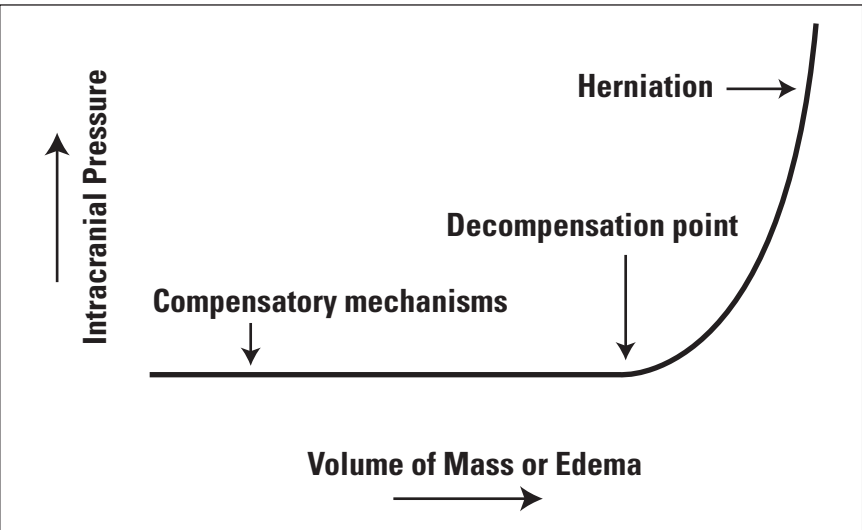 Herniation
Decompensation point
Compensatory mechanisms
Intracranial Pressure
Volume of Mass or Edema